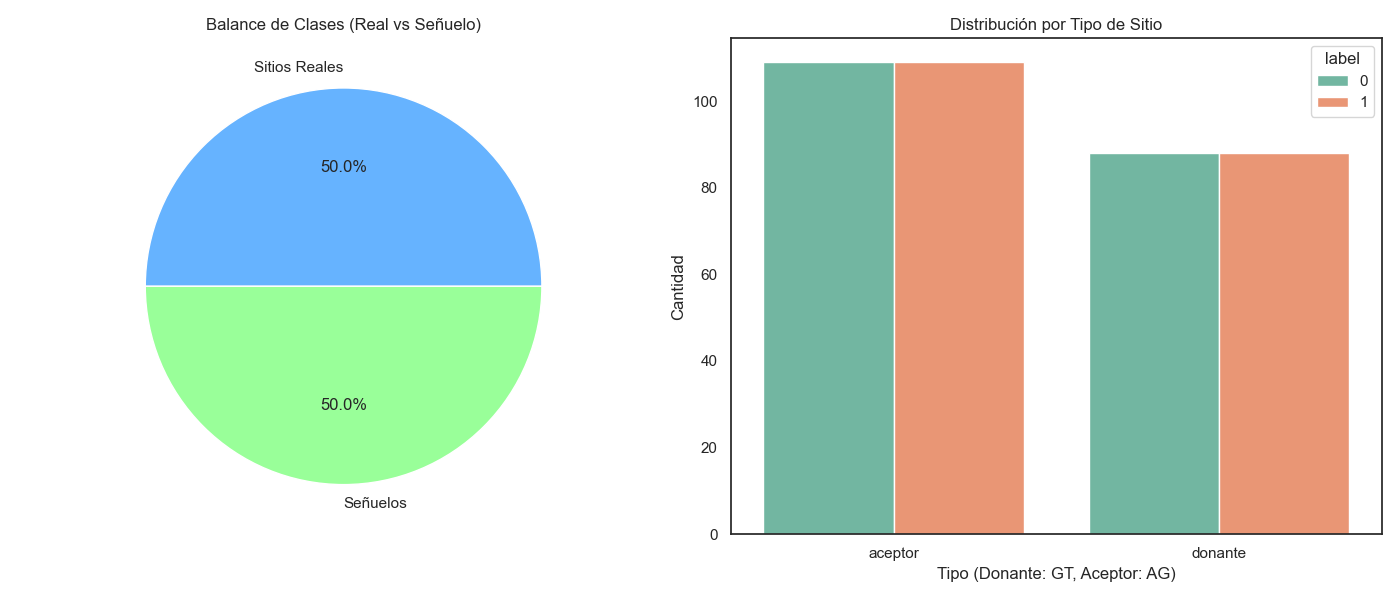 Balance de Clases (Real vs Señuelo)
Sitios Reales
50.0%
50.0%
Señuelos
Distribución por Tipo de Sitio
label
0
1
100
80
60
40
20
0
Cantidad
aceptor
donante
Tipo (Donante: GT, Aceptor: AG)